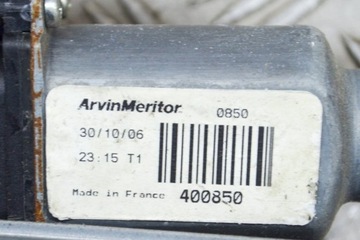 ArvinMeritor 0850
30/10/06
23:15 T1
Made in France 400850